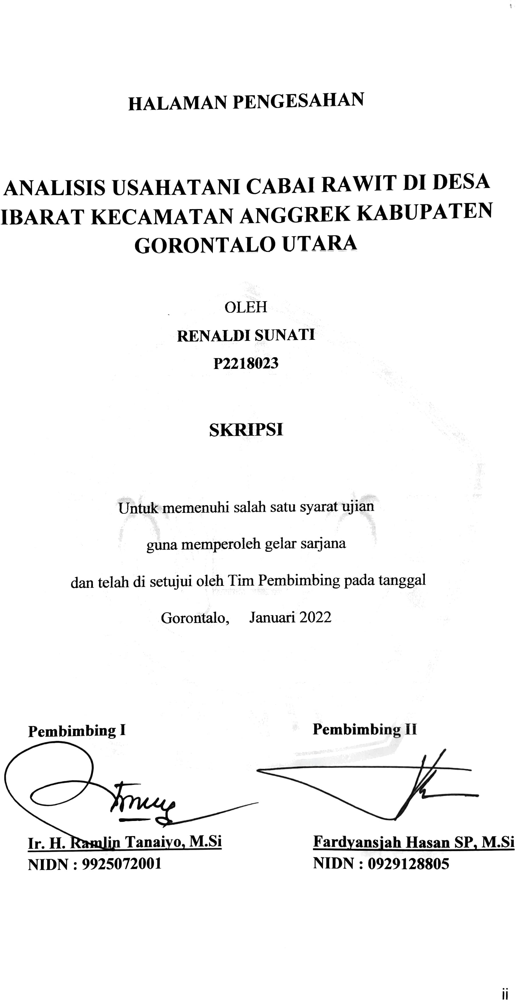 HALAMAN PENGESAHAN
ANALISIS USAHATANI CABAI RAWIT DI DESA
IBARAT KECAMATAN ANGGREK KABUPATEN
GORONTALO UTARA
OLEH
RENALDI SUNATI
P2218023
SKRIPSI
Untuk memenuhi salah satu syarat ujian
guna memperoleh gelar sarjana
dan telah di setujui oleh Tim Pembimbing pada tanggal
Gorontalo, Januari 2022
Pembimbing I Pembimbing II
Ir. H. Ramlin Tanaiyo, M.Si Fardyansjah Hasan SP, M.Si
NIDN : 9925072001 NIDN : 0929128805
ii